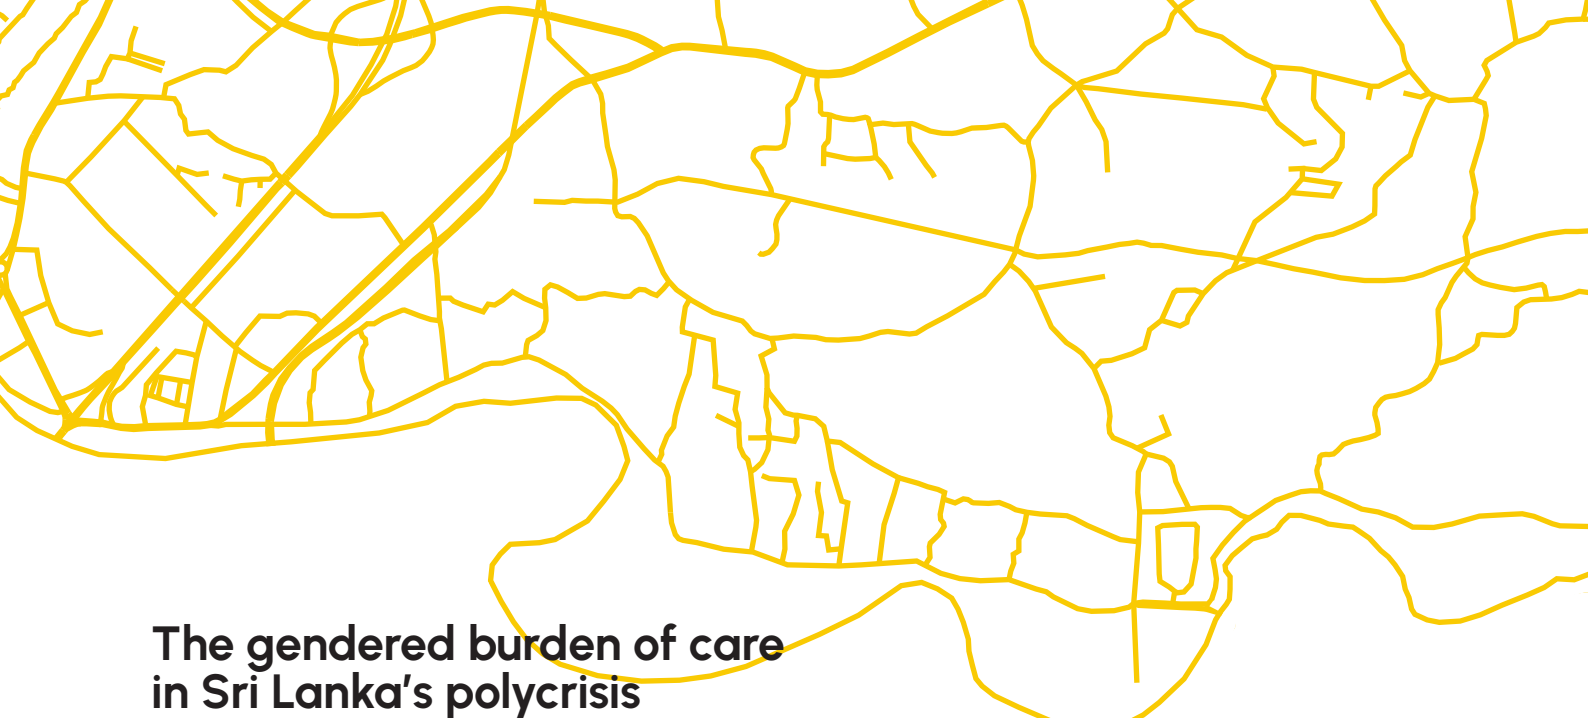 The gendered burden of care
in Sri Lanka’s polycrisis